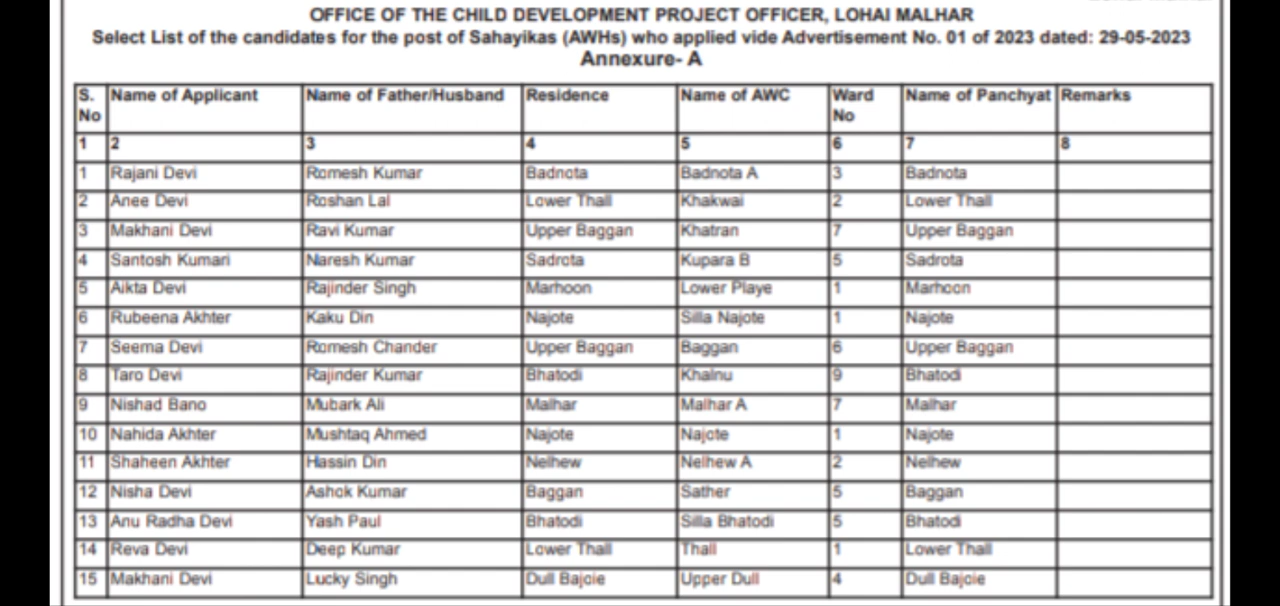 OFFICE OF THE CHILD DEVELOPMENT PROJECT OFFICER, LOHAI MALHAR
Select List of the candidates for the post of Sahayikas (AWHs) who applied vide Advertisement No. 01 of 2023 dated: 29-05-2023
Annexure- A
S. No Name of Applicant Name of Father/Husband Residence Name of AWC Ward No Name of Panchyat Remarks
1 2 3 4 5 6 7 8
1 Rajani Devi Romesh Kumar Badnota Badnota A 3 Badnota
2 Anee Devi Roshan Lal Lower Thall Khakwai 2 Lower Thall
3 Makhani Devi Ravi Kumar Upper Baggan Khatran 7 Upper Baggan
4 Santosh Kumari Naresh Kumar Sadrota Kupara B 5 Sadrota
5 Aikta Devi Rajinder Singh Marhoon Lower Playe 1 Marhoon
6 Rubeena Akhter Kaku Din Najote Silla Najote 1 Najote
7 Seema Devi Romesh Chander Upper Baggan Baggan 6 Upper Baggan
8 Taro Devi Rajinder Kumar Bhatodi Khalnu 9 Bhatodi
9 Nishad Bano Mubark Ali Malhar Malhar A 7 Malhar
10 Nahida Akhter Mushtaq Ahmed Najote Najote 1 Najote
11 Shaheen Akhter Hassin Din Nelhew Nelhew A 2 Nelhew
12 Nisha Devi Ashok Kumar Baggan Sather 5 Baggan
13 Anu Radha Devi Yash Paul Bhatodi Silla Bhatodi 5 Bhatodi
14 Reva Devi Deep Kumar Lower Thall Thall 1 Lower Thall
15 Makhani Devi Lucky Singh Dull Bajoie Upper Dull 4 Dull Bajoie